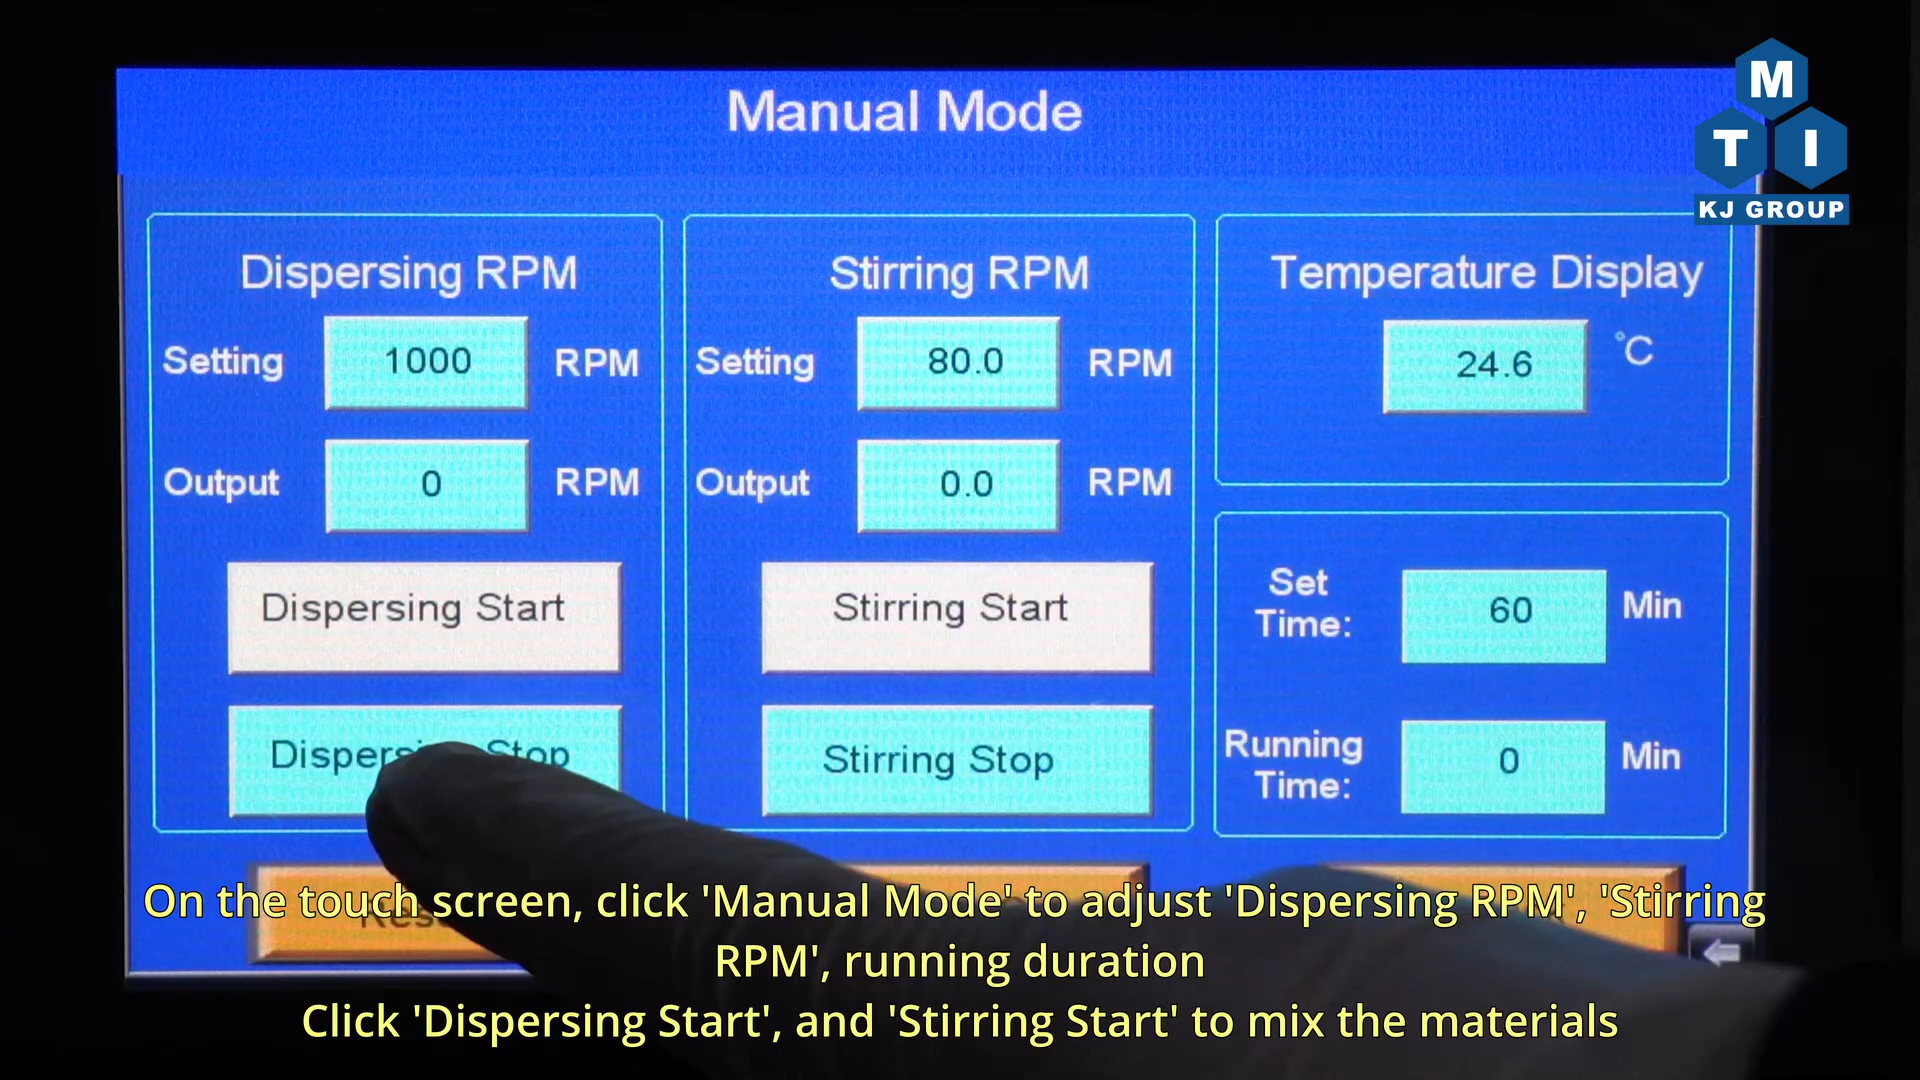 Manual Mode
M
T I
KJ GROUP
Dispersing RPM
Setting 1000 RPM
Output 0 RPM
Dispersing Start
Stop
Stirring RPM
Setting 80.0 RPM
Output 0.0 RPM
Stirring Start
Stirring Stop
Temperature Display
24.6 °C
Set
Time: 60 Min
Running
Time: 0 Min
On the touch screen, click 'Manual Mode' to adjust 'Dispersing RPM', 'Stirring
RPM', running duration
Click 'Dispersing Start', and 'Stirring Start' to mix the materials